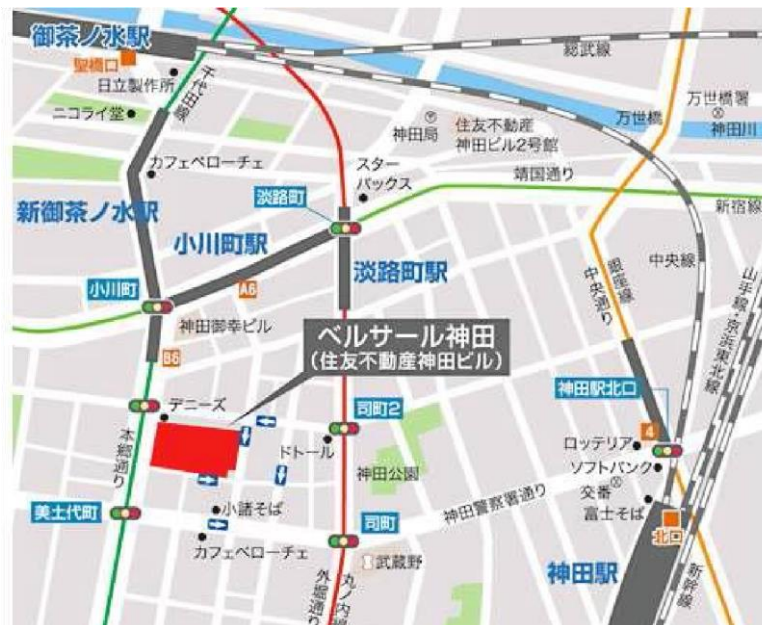 御茶ノ水駅
聖橋口
日立製作所
ニコライ堂
千代田線
カフェベローチェ
総武線
万世橋
万世橋署
神田川
神田局
住友不動産
神田ビル2号館
スター
バックス
靖国通り
新宿線
新御茶ノ水駅
淡路町
小川町駅
淡路町駅
小川町
A6
神田御幸ビル
B6
銀座線
中央通り
中央線
山手線・京浜東北線
ベルサール神田
(住友不動産神田ビル)
神田駅北口
4
デニーズ
司町2
ドトール
神田公園
ロッテリア
ソフトバンク
交番
富士そば
本郷通り
美土代町
小諸そば
カフェベローチェ
司町
神田警察署通り
武蔵野
丸ノ内線
外堀通り
北口
神田駅
新幹線